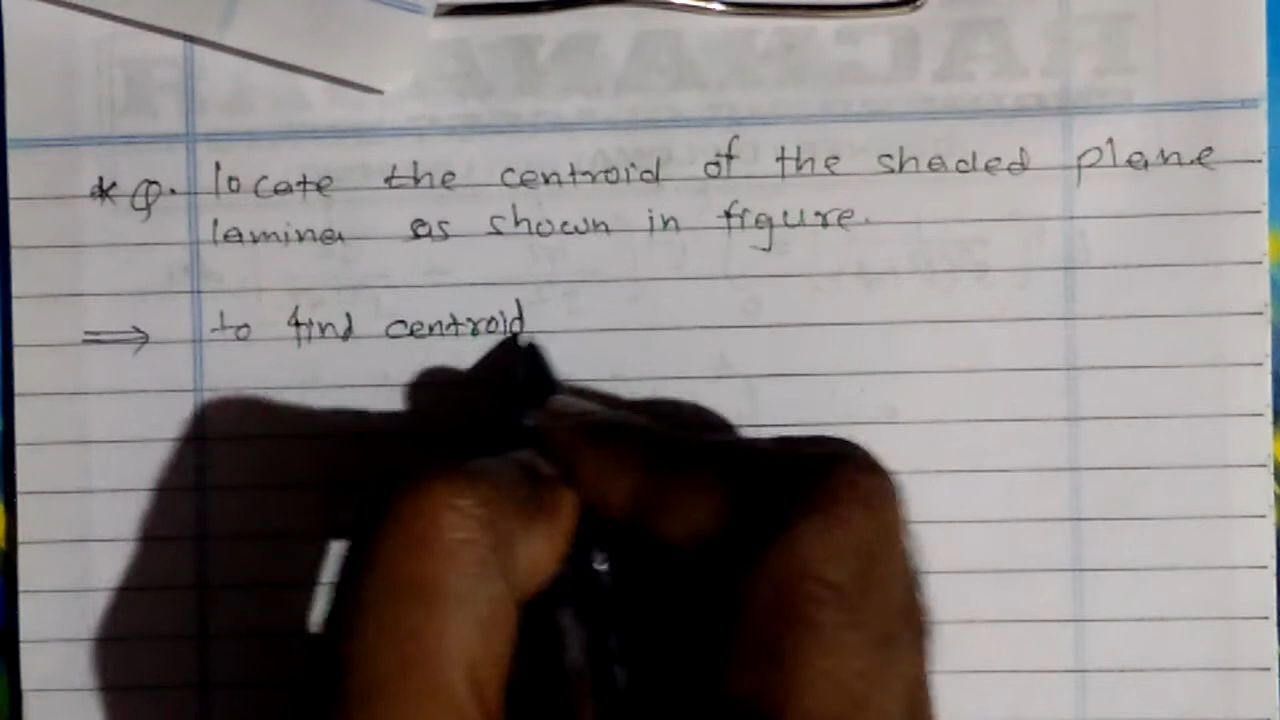 * Q. locate the centroid of the shaded plane
lamina as shown in figure.
⟹ to find centroid